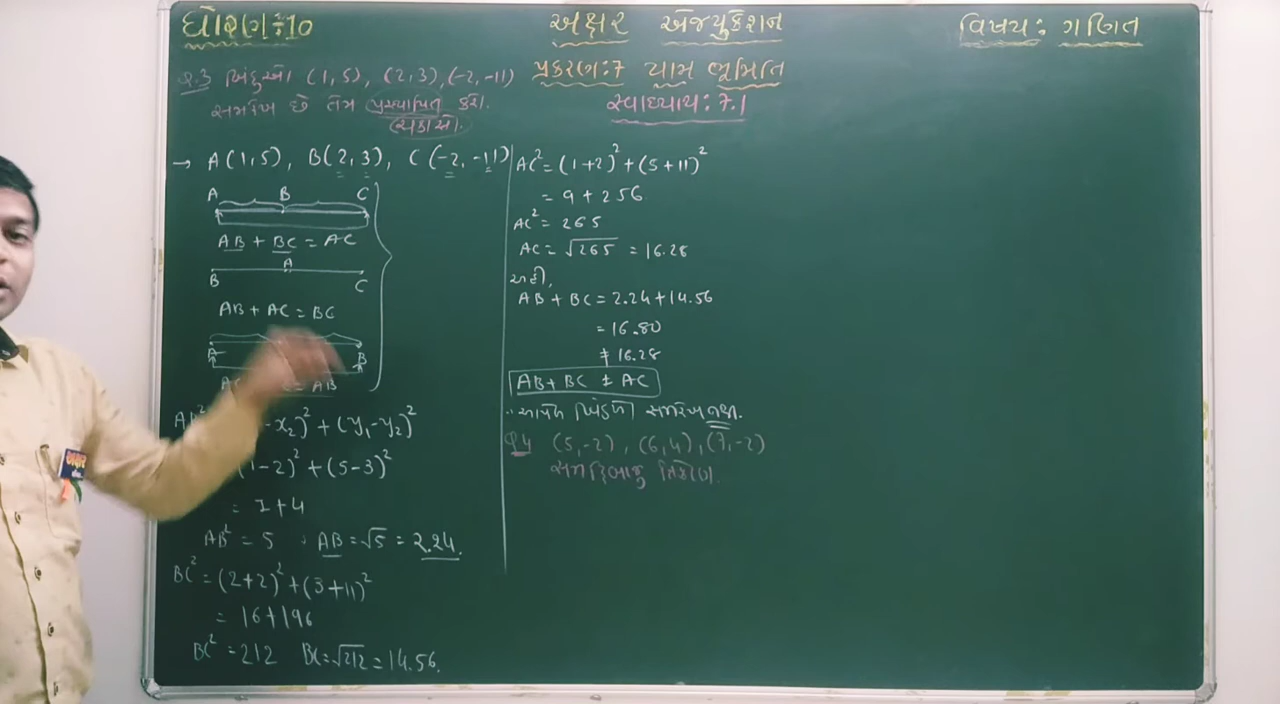 ધોરણ:10
અક્ષર એજ્યુકેશન
વિષય: ગણિત
પ્રકરણ:7 યામ ભૂમિતિ
સ્વાધ્યાય: 7.1
Q.3 બિંદુઓ (1,5), (2,3), (-2,-11)
સમરેખ છે તેમ પ્રસ્થાપિત કરો.
ચકાસો.
→ A(1,5), B(2,3), C(-2,-11)
A B C
AB + BC = AC
A
B C
AB + AC = BC
A B
= AB
AB² - x₂)² + (y₁-y₂)²
1-2)² + (5-3)²
= 1+4
AB² = 5 ∴ AB = √5 = 2.24.
BC² = (2+2)² + (3+11)²
= 16+196
BC² = 212 BC = √212 = 14.56.
AC² = (1+2)² + (5+11)²
= 9 + 256
AC² = 265
AC = √265 = 16.28
અહીં,
AB + BC = 2.24 + 14.56
= 16.80
≠ 16.28
AB + BC ≠ AC
∴ આપેલ બિંદુઓ સમરેખ નથી.
Q4 (5,-2), (6,4), (7,-2)
સમદ્વિબાજુ ત્રિકોણ.